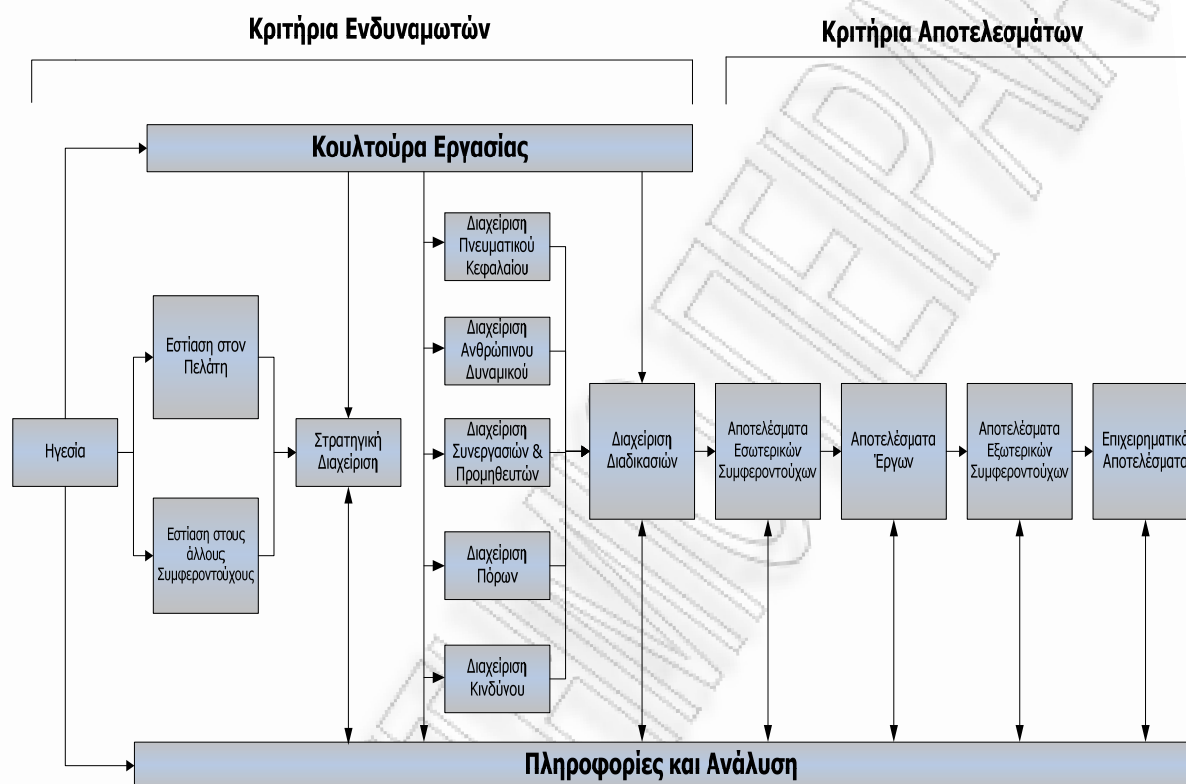 Κριτήρια Ενδυναμωτών
Κριτήρια Αποτελεσμάτων
Κουλτούρα Εργασίας
Διαχείριση
Πνευματικού
Κεφαλαίου
Εστίαση στον
Πελάτη
Διαχείριση
Ανθρώπινου
Δυναμικού
Ηγεσία
Στρατηγική
Διαχείριση
Διαχείριση
Συνεργασιών &
Προμηθευτών
Διαχείριση
Διαδικασιών
Αποτελέσματα
Εσωτερικών
Συμφεροντούχων
Αποτελέσματα
Έργων
Αποτελέσματα
Εξωτερικών
Συμφεροντούχων
Επιχειρηματικά
Αποτελέσματα
Εστίαση στους
άλλους
Συμφεροντούχους
Διαχείριση
Πόρων
Διαχείριση
Κινδύνου
Πληροφορίες και Ανάλυση